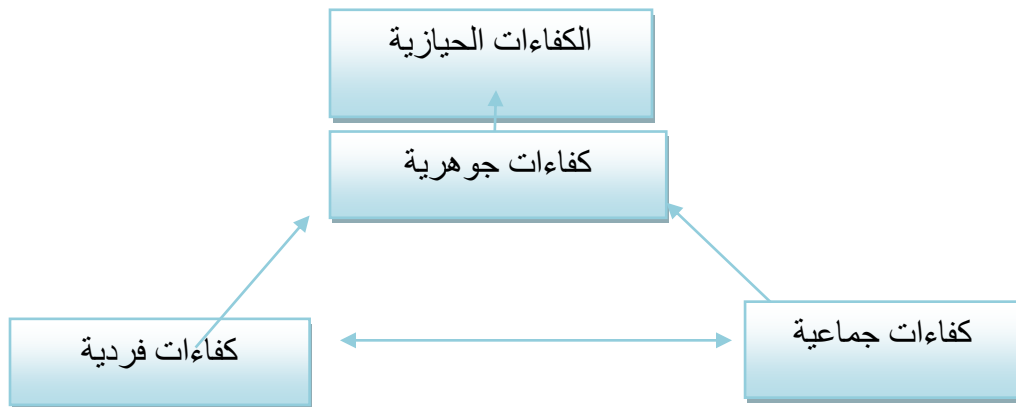 الكفاءات الحيازية
كفاءات جوهرية
كفاءات جماعية
كفاءات فردية